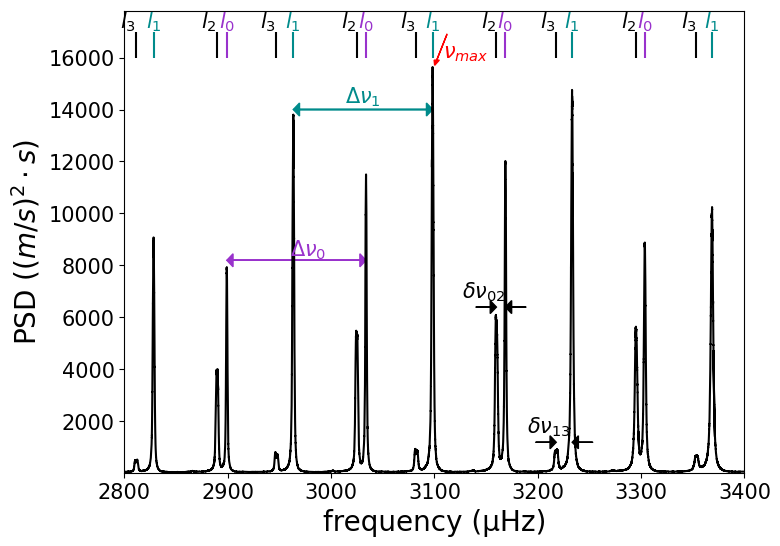 l₃ l₁ l₂ l₀ l₃ l₁ l₂ l₀ l₃ l₁ l₂ l₀ l₃ l₁ l₂ l₀ l₃ l₁
ν_max
16000
Δν₁
14000
12000
10000
Δν₀
8000
δν₀₂
6000
4000
δν₁₃
2000
PSD ((m/s)² · s)
2800 2900 3000 3100 3200 3300 3400
frequency (μHz)